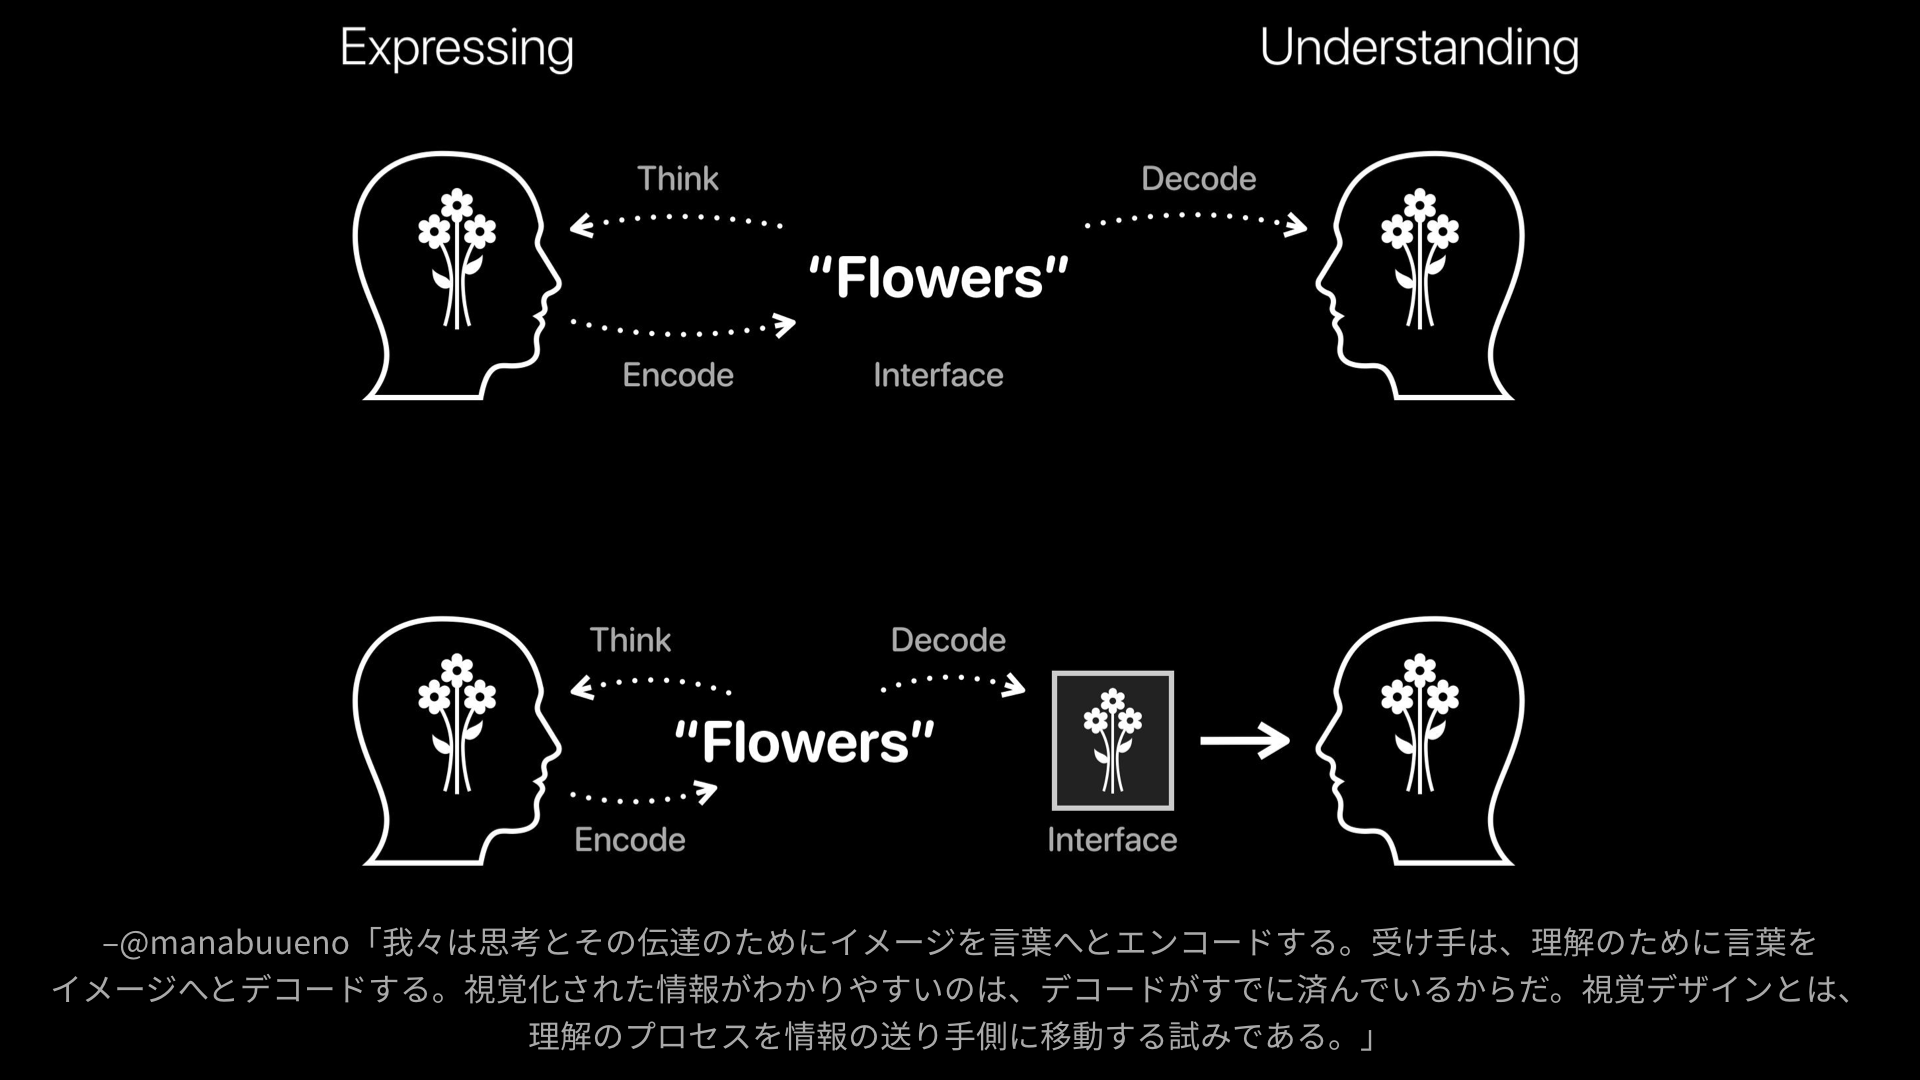 Expressing
Understanding
Think
Decode
“Flowers”
Encode
Interface
Think
Decode
“Flowers”
Encode
Interface
–@manabuueno「我々は思考とその伝達のためにイメージを言葉へとエンコードする。受け手は、理解のために言葉を
イメージへとデコードする。視覚化された情報がわかりやすいのは、デコードがすでに済んでいるからだ。視覚デザインとは、
理解のプロセスを情報の送り手側に移動する試みである。」